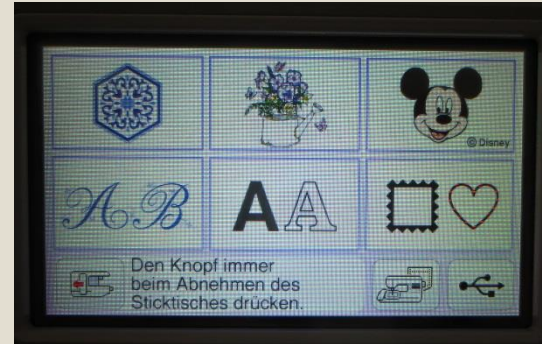 © Disney
A B
A A
Den Knopf immer
beim Abnehmen des
Sticktisches drücken.